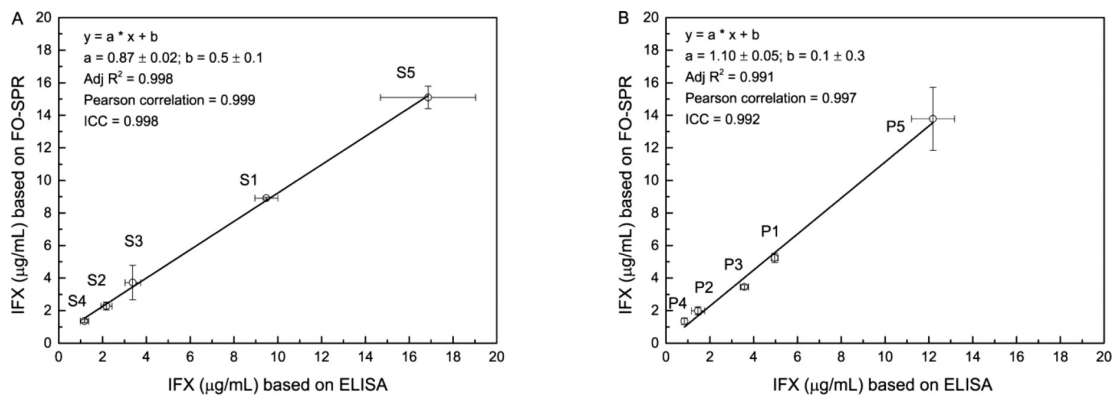 A
y = a * x + b
a = 0.87 ± 0.02; b = 0.5 ± 0.1
Adj R² = 0.998
Pearson correlation = 0.999
ICC = 0.998
S5
S1
S3
S2
S4
20
18
16
14
12
10
8
6
4
2
0
0 2 4 6 8 10 12 14 16 18 20
IFX (µg/mL) based on FO-SPR
IFX (µg/mL) based on ELISA
B
y = a * x + b
a = 1.10 ± 0.05; b = 0.1 ± 0.3
Adj R² = 0.991
Pearson correlation = 0.997
ICC = 0.992
P5
P1
P3
P2
P4
20
18
16
14
12
10
8
6
4
2
0
0 2 4 6 8 10 12 14 16 18 20
IFX (µg/mL) based on FO-SPR
IFX (µg/mL) based on ELISA